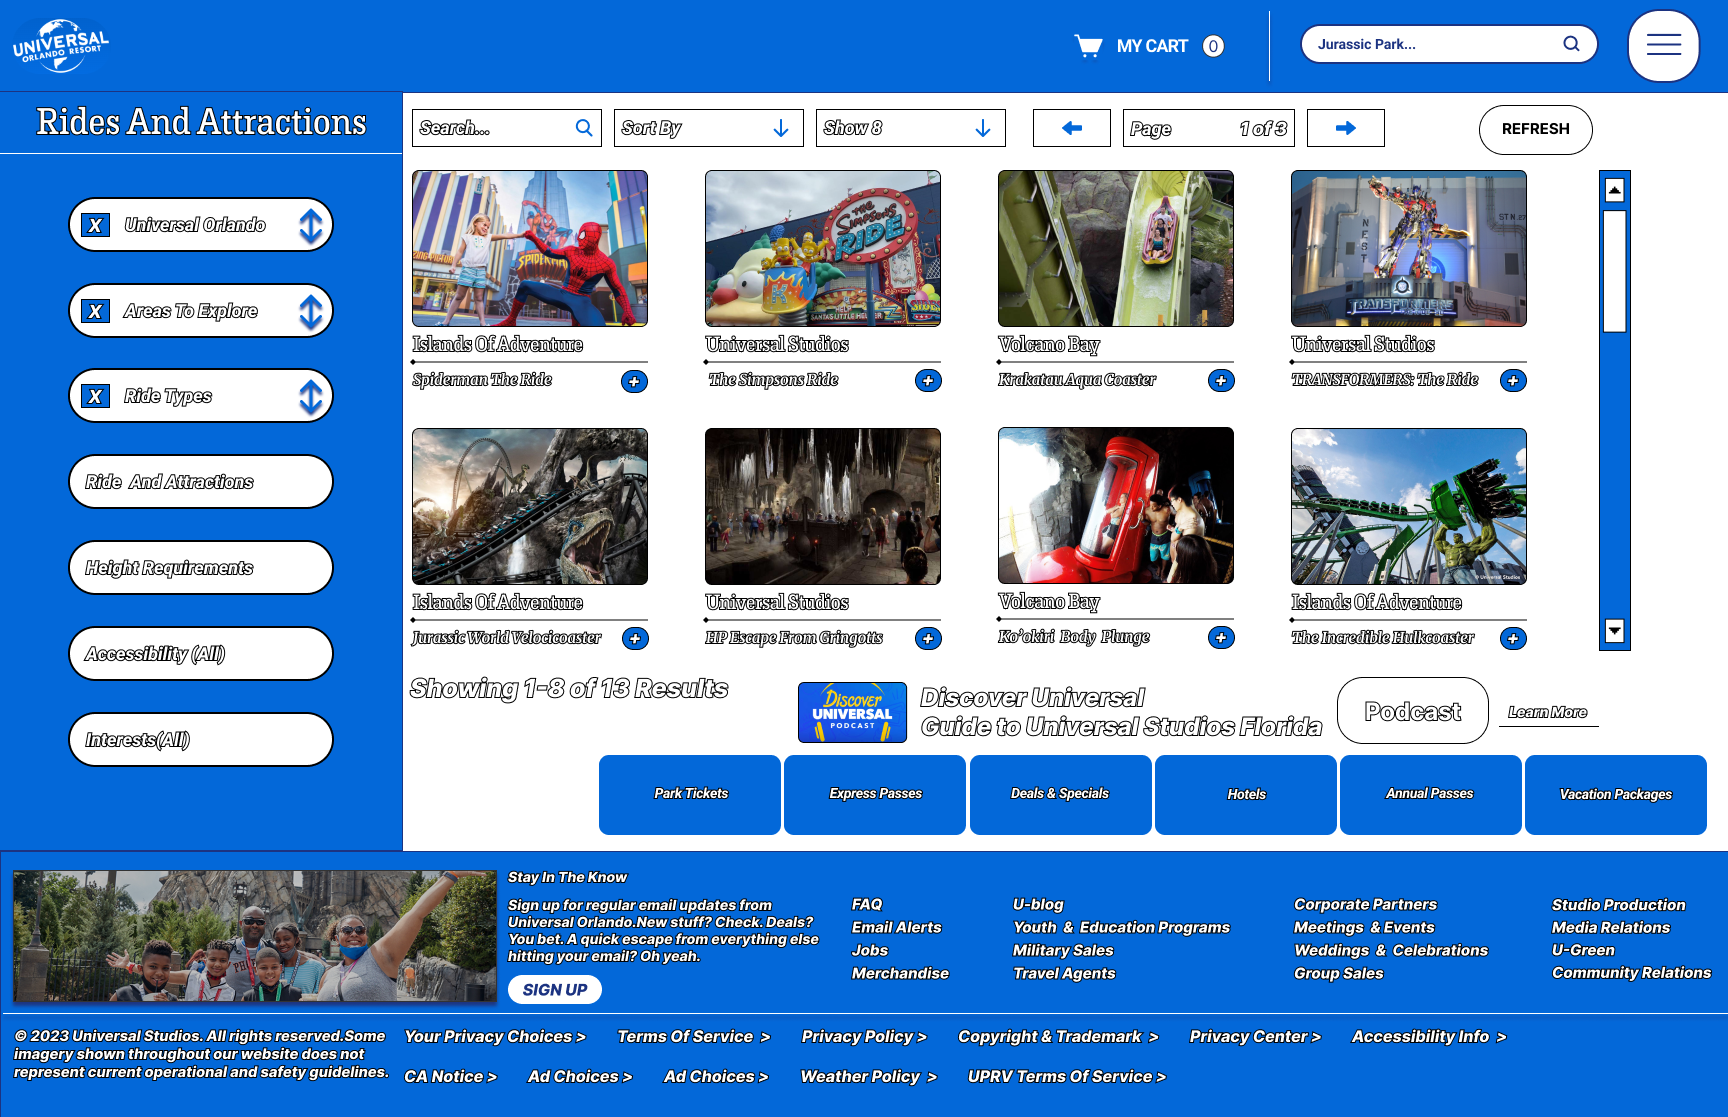 UNIVERSAL
ORLANDO RESORT
MY CART 0
Jurassic Park...
Rides And Attractions
Search...
Sort By
Show 8
Page 1 of 3
REFRESH
X Universal Orlando
X Areas To Explore
X Ride Types
Ride And Attractions
Height Requirements
Accessibility (All)
Interests(All)
SPIDERMAN
THE Simpsons RIDE
TRANSFORMERS
Islands Of Adventure
Spiderman The Ride +
Universal Studios
The Simpsons Ride +
Volcano Bay
Krakatau Aqua Coaster +
Universal Studios
TRANSFORMERS: The Ride +
© Universal Studios
Islands Of Adventure
Jurassic World Velocicoaster +
Universal Studios
HP Escape From Gringotts +
Volcano Bay
Ko'okiri Body Plunge +
Islands Of Adventure
The Incredible Hulkcoaster +
Showing 1-8 of 13 Results
DISCOVER
UNIVERSAL
PODCAST
Discover Universal
Guide to Universal Studios Florida
Podcast
Learn More
Park Tickets
Express Passes
Deals & Specials
Hotels
Annual Passes
Vacation Packages
Stay In The Know
Sign up for regular email updates from
Universal Orlando.New stuff? Check. Deals?
You bet. A quick escape from everything else
hitting your email? Oh yeah.
SIGN UP
FAQ
Email Alerts
Jobs
Merchandise
U-blog
Youth & Education Programs
Military Sales
Travel Agents
Corporate Partners
Meetings & Events
Weddings & Celebrations
Group Sales
Studio Production
Media Relations
U-Green
Community Relations
© 2023 Universal Studios. All rights reserved.Some
imagery shown throughout our website does not
represent current operational and safety guidelines.
Your Privacy Choices > Terms Of Service > Privacy Policy > Copyright & Trademark > Privacy Center > Accessibility Info >
CA Notice > Ad Choices > Ad Choices > Weather Policy > UPRV Terms Of Service >